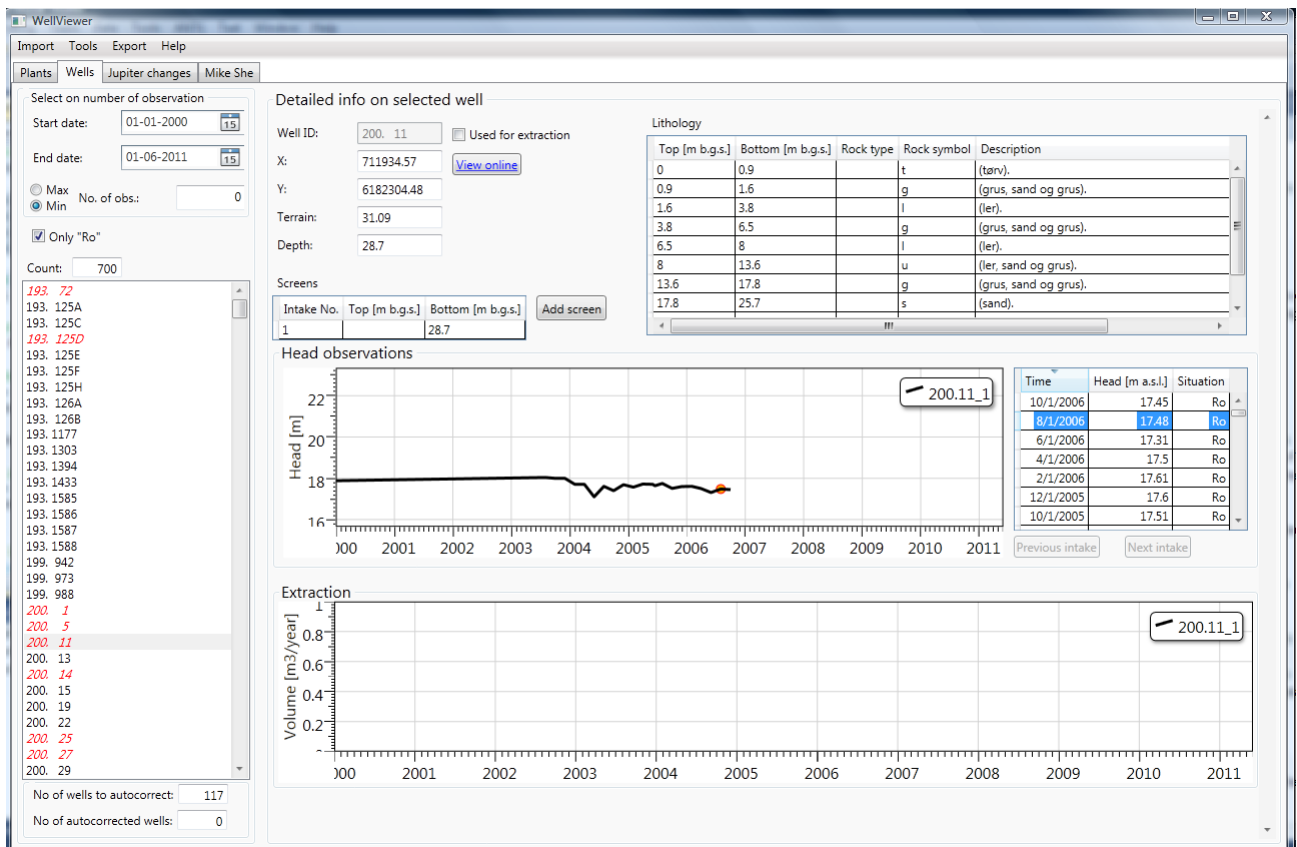 WellViewer
Import Tools Export Help
Plants Wells Jupiter changes Mike She
Select on number of observation
Start date: 01-01-2000 15
End date: 01-06-2011 15
Max
Min
No. of obs.: 0
Only "Ro"
Count: 700
193. 72
193. 125A
193. 125C
193. 125D
193. 125E
193. 125F
193. 125H
193. 126A
193. 126B
193. 1177
193. 1303
193. 1394
193. 1433
193. 1585
193. 1586
193. 1587
193. 1588
199. 942
199. 973
199. 988
200. 1
200. 5
200. 11
200. 13
200. 14
200. 15
200. 19
200. 22
200. 25
200. 27
200. 29
No of wells to autocorrect: 117
No of autocorrected wells: 0
Detailed info on selected well
Well ID: 200. 11 Used for extraction
X: 711934.57 View online
Y: 6182304.48
Terrain: 31.09
Depth: 28.7
Screens
Intake No. Top [m b.g.s.] Bottom [m b.g.s.]
1 28.7
Add screen
Lithology
Top [m b.g.s.] Bottom [m b.g.s.] Rock type Rock symbol Description
0 0.9 t (tørv).
0.9 1.6 g (grus, sand og grus).
1.6 3.8 l (ler).
3.8 6.5 g (grus, sand og grus).
6.5 8 l (ler).
8 13.6 u (ler, sand og grus).
13.6 17.8 g (grus, sand og grus).
17.8 25.7 s (sand).
Head observations
Head [m]
22
20
18
16
200.11_1
00 2001 2002 2003 2004 2005 2006 2007 2008 2009 2010 2011
Time Head [m a.s.l.] Situation
10/1/2006 17.45 Ro
8/1/2006 17.48 Ro
6/1/2006 17.31 Ro
4/1/2006 17.5 Ro
2/1/2006 17.61 Ro
12/1/2005 17.6 Ro
10/1/2005 17.51 Ro
Previous intake Next intake
Extraction
Volume [m3/year]
1
0.8
0.6
0.4
0.2
200.11_1
00 2001 2002 2003 2004 2005 2006 2007 2008 2009 2010 2011